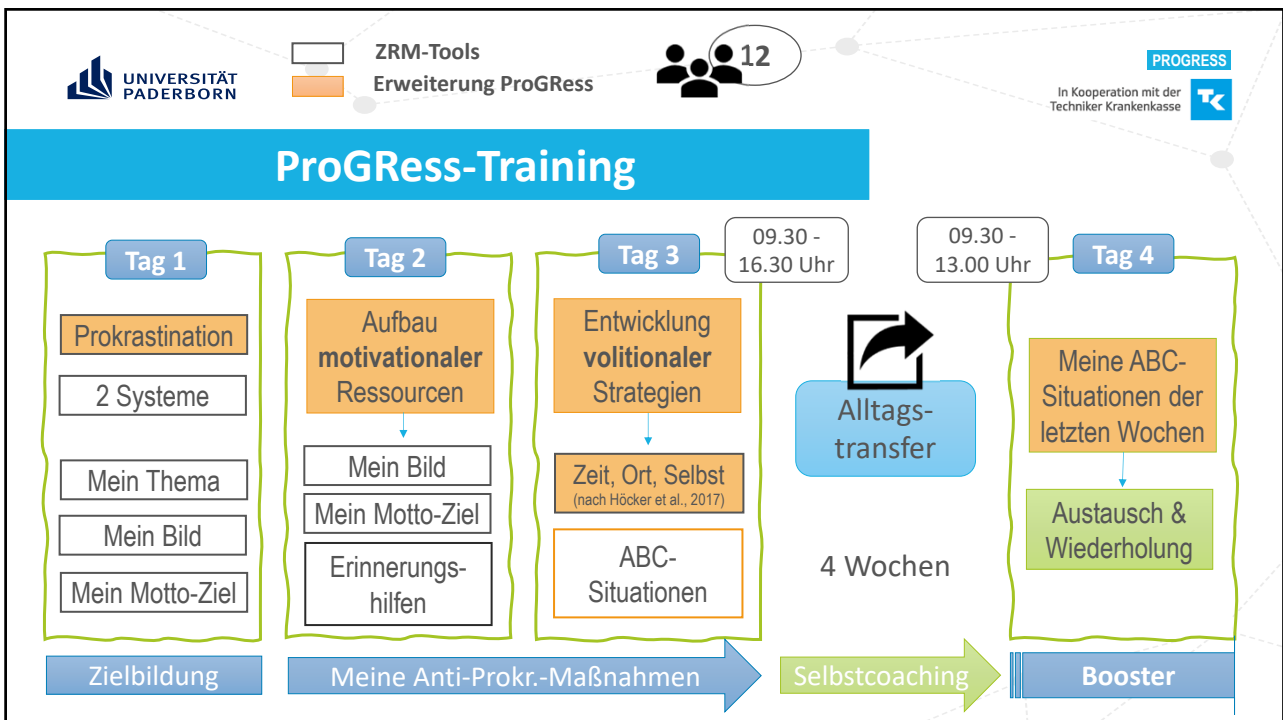 UNIVERSITÄT
PADERBORN
ZRM-Tools
Erweiterung ProGRess
12
PROGRESS
In Kooperation mit der
Techniker Krankenkasse
TK
ProGRess-Training
Tag 1
Prokrastination
2 Systeme
Mein Thema
Mein Bild
Mein Motto-Ziel
Zielbildung
Tag 2
Aufbau
motivationaler
Ressourcen
Mein Bild
Mein Motto-Ziel
Erinnerungs-
hilfen
Tag 3
09.30 -
16.30 Uhr
Entwicklung
volitionaler
Strategien
Zeit, Ort, Selbst
(nach Höcker et al., 2017)
ABC-
Situationen
Meine Anti-Prokr.-Maßnahmen
Alltags-
transfer
4 Wochen
Selbstcoaching
09.30 -
13.00 Uhr
Tag 4
Meine ABC-
Situationen der
letzten Wochen
Austausch &
Wiederholung
Booster